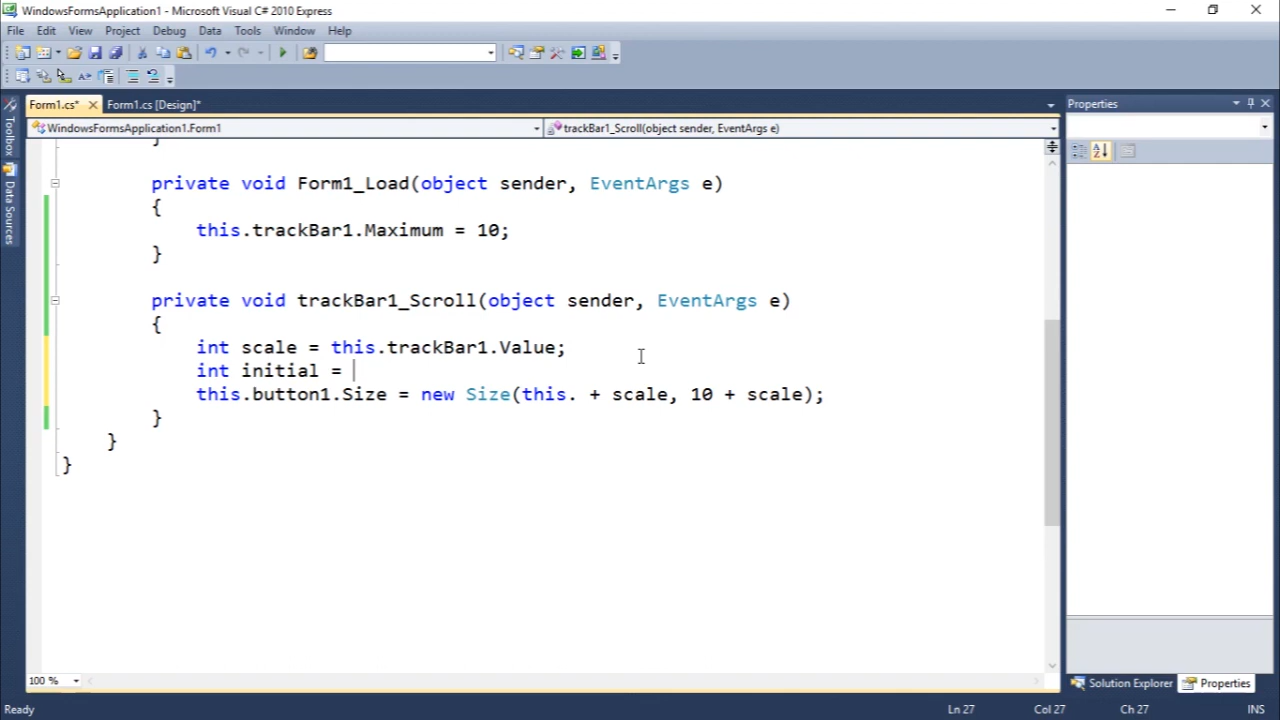 WindowsFormsApplication1 - Microsoft Visual C# 2010 Express
File Edit View Project Debug Data Tools Window Help
Form1.cs* Form1.cs [Design]* Properties
WindowsFormsApplication1.Form1 trackBar1_Scroll(object sender, EventArgs e)
Toolbox
Data Sources
}
private void Form1_Load(object sender, EventArgs e)
{
this.trackBar1.Maximum = 10;
}
private void trackBar1_Scroll(object sender, EventArgs e)
{
int scale = this.trackBar1.Value;
int initial =
this.button1.Size = new Size(this. + scale, 10 + scale);
}
}
}
100 % Solution Explorer Properties
Ready Ln 27 Col 27 Ch 27 INS